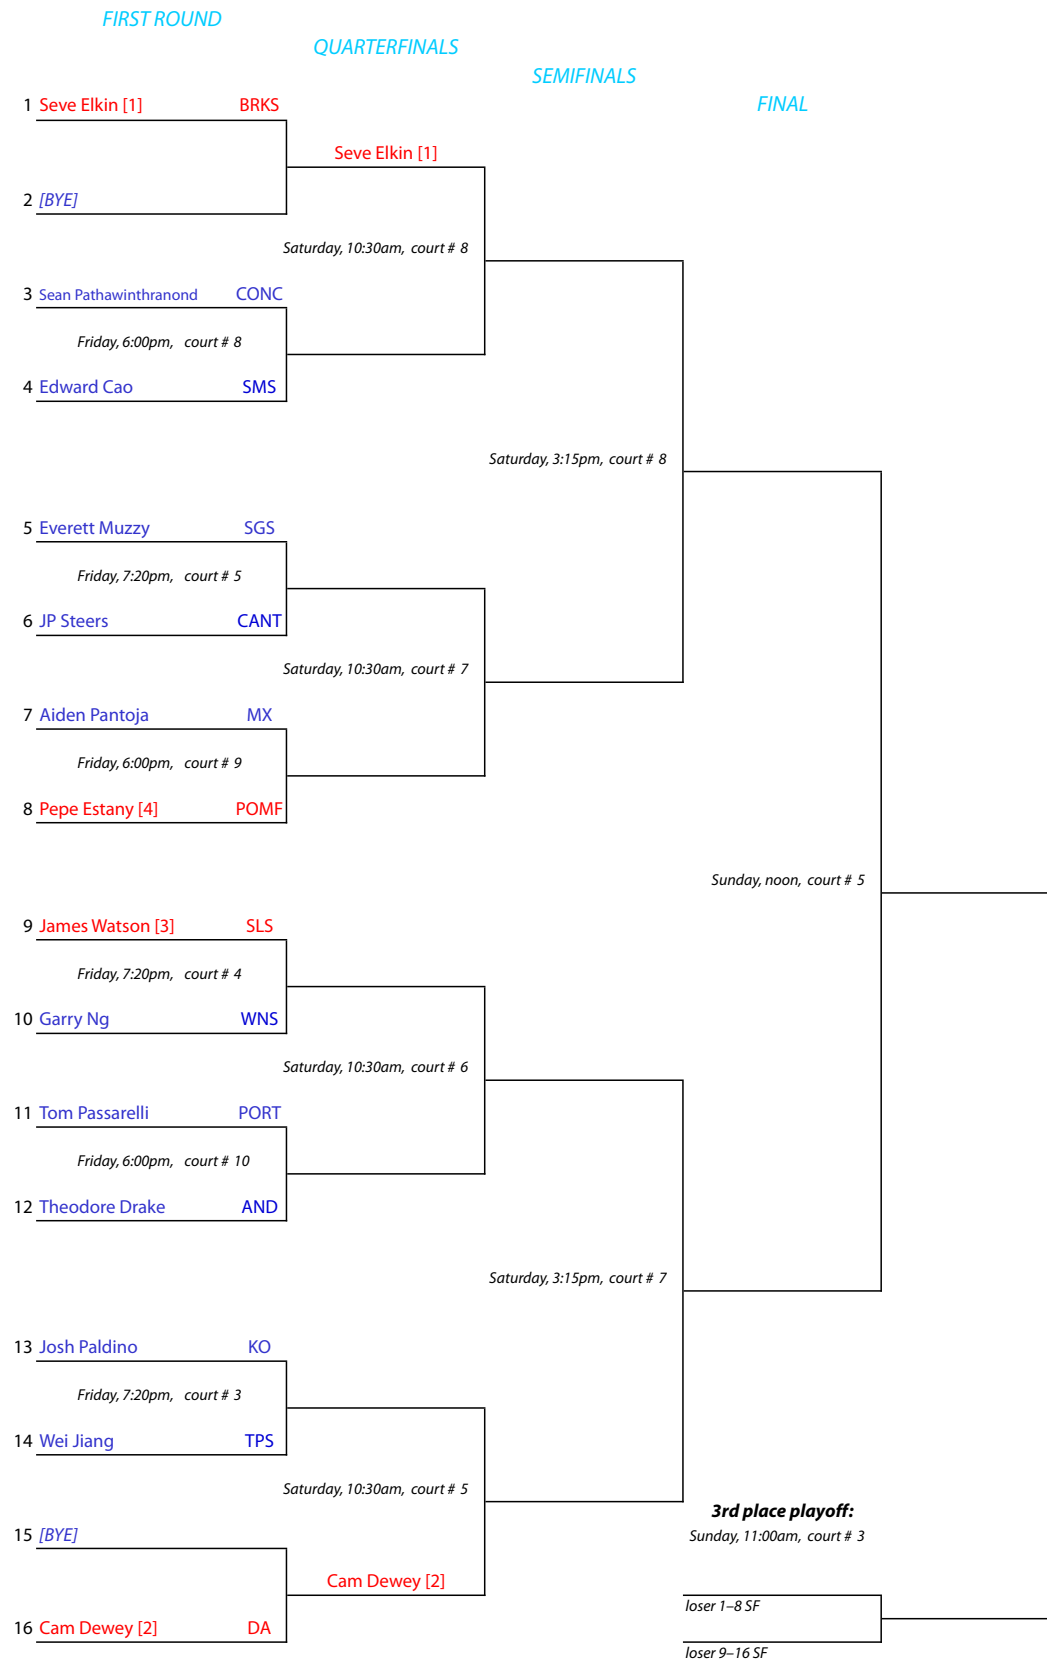 FIRST ROUND
QUARTERFINALS
SEMIFINALS
FINAL
1 Seve Elkin [1] BRKS
Seve Elkin [1]
2 [BYE]
Saturday, 10:30am, court # 8
3 Sean Pathawinthranond CONC
Friday, 6:00pm, court # 8
4 Edward Cao SMS
Saturday, 3:15pm, court # 8
5 Everett Muzzy SGS
Friday, 7:20pm, court # 5
6 JP Steers CANT
Saturday, 10:30am, court # 7
7 Aiden Pantoja MX
Friday, 6:00pm, court # 9
8 Pepe Estany [4] POMF
Sunday, noon, court # 5
9 James Watson [3] SLS
Friday, 7:20pm, court # 4
10 Garry Ng WNS
Saturday, 10:30am, court # 6
11 Tom Passarelli PORT
Friday, 6:00pm, court # 10
12 Theodore Drake AND
Saturday, 3:15pm, court # 7
13 Josh Paldino KO
Friday, 7:20pm, court # 3
14 Wei Jiang TPS
Saturday, 10:30am, court # 5
3rd place playoff:
15 [BYE]
Sunday, 11:00am, court # 3
Cam Dewey [2]
loser 1–8 SF
16 Cam Dewey [2] DA
loser 9–16 SF